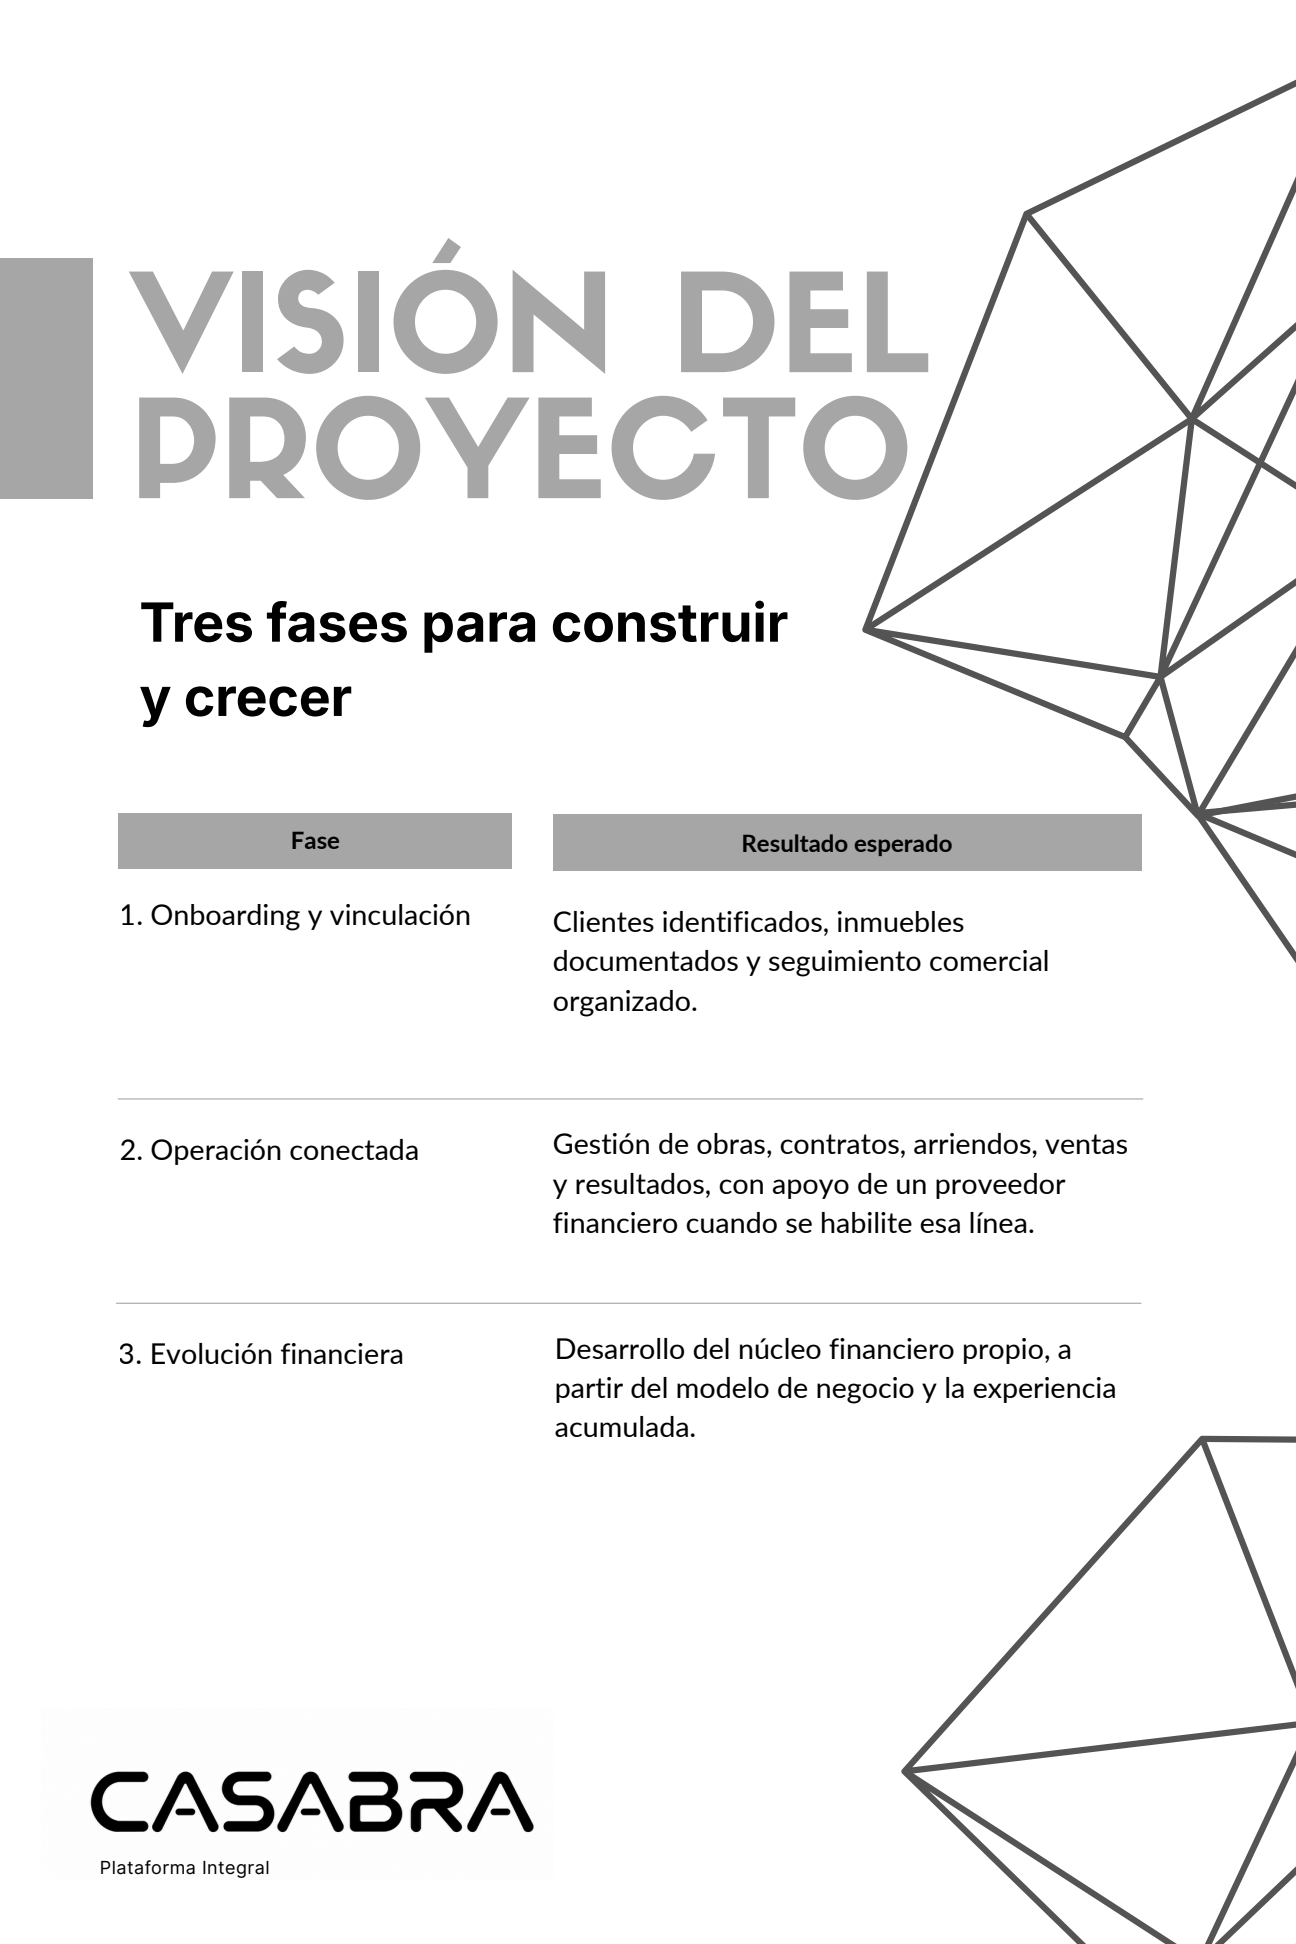 VISIÓN DEL
PROYECTO
Tres fases para construir
y crecer
Fase
Resultado esperado
1. Onboarding y vinculación
Clientes identificados, inmuebles
documentados y seguimiento comercial
organizado.
2. Operación conectada
Gestión de obras, contratos, arriendos, ventas
y resultados, con apoyo de un proveedor
financiero cuando se habilite esa línea.
3. Evolución financiera
Desarrollo del núcleo financiero propio, a
partir del modelo de negocio y la experiencia
acumulada.
CASABRA
Plataforma Integral